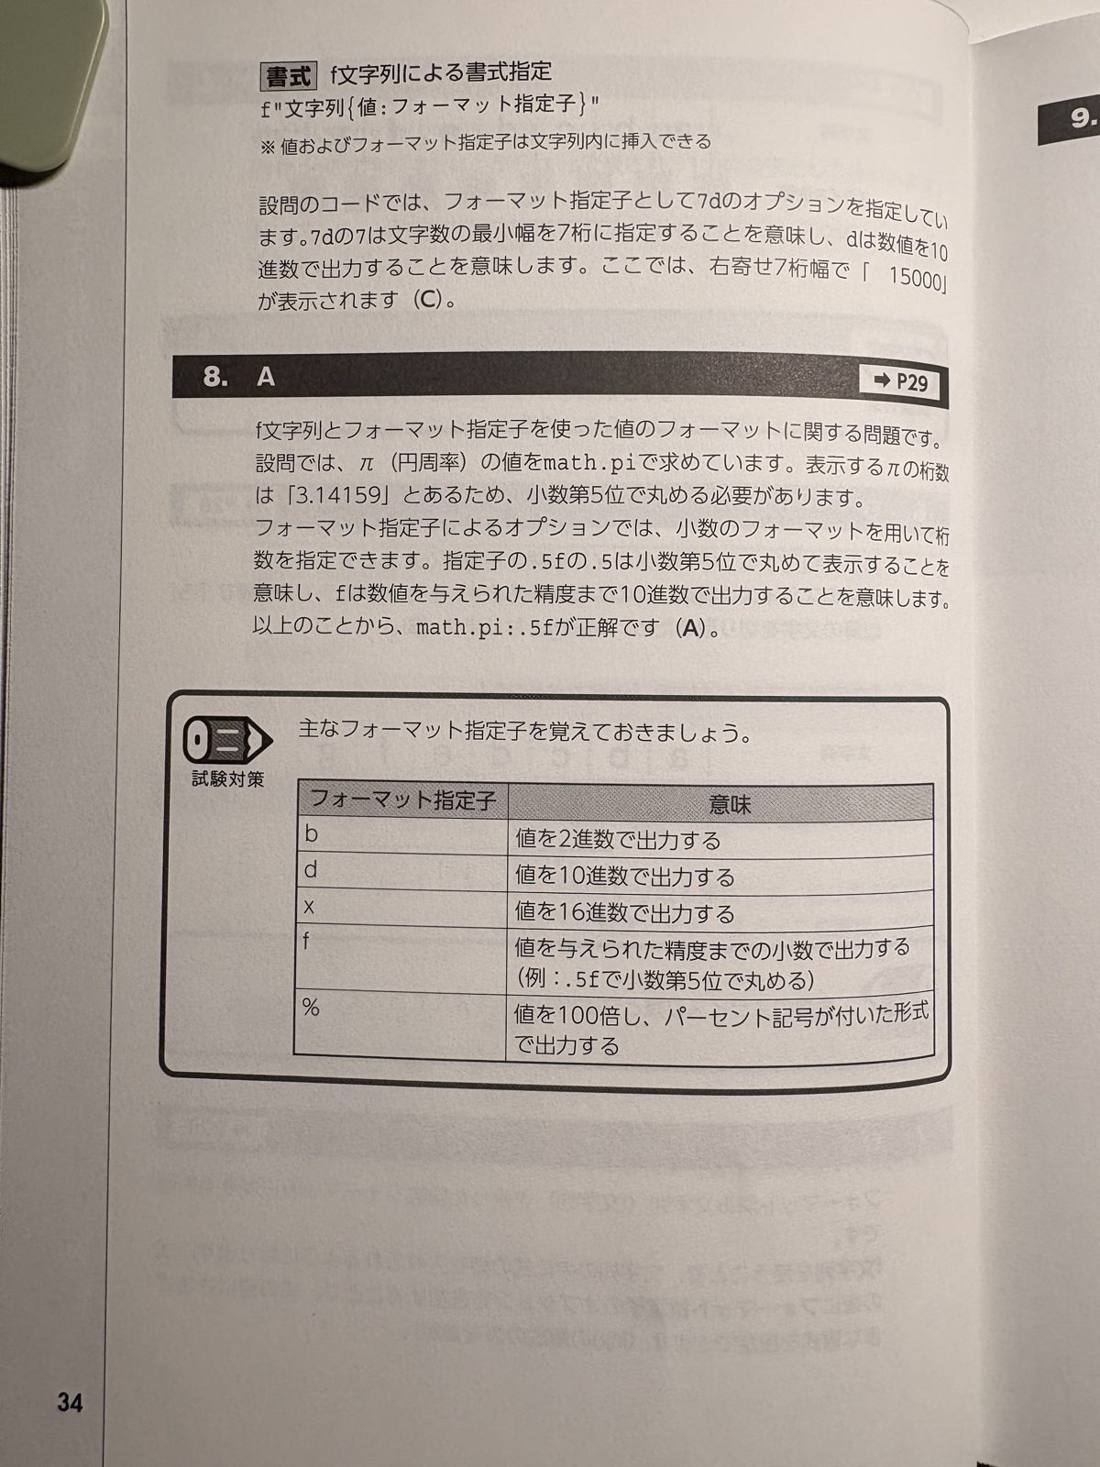 書式 f文字列による書式指定
f"文字列{値:フォーマット指定子}"
※ 値およびフォーマット指定子は文字列内に挿入できる
設問のコードでは、フォーマット指定子として7dのオプションを指定してい
ます。7dの7は文字数の最小幅を7桁に指定することを意味し、dは数値を10
進数で出力することを意味します。ここでは、右寄せ7桁幅で「　15000」
が表示されます（C）。
9.
8. A ➡ P29
f文字列とフォーマット指定子を使った値のフォーマットに関する問題です。
設問では、π（円周率）の値をmath.piで求めています。表示するπの桁数
は「3.14159」とあるため、小数第5位で丸める必要があります。
フォーマット指定子によるオプションでは、小数のフォーマットを用いて桁
数を指定できます。指定子の.5fの.5は小数第5位で丸めて表示することを
意味し、fは数値を与えられた精度まで10進数で出力することを意味します。
以上のことから、math.pi:.5fが正解です（A）。
主なフォーマット指定子を覚えておきましょう。
試験対策
フォーマット指定子 意味
b 値を2進数で出力する
d 値を10進数で出力する
x 値を16進数で出力する
f 値を与えられた精度までの小数で出力する
（例：.5fで小数第5位で丸める）
% 値を100倍し、パーセント記号が付いた形式
で出力する
34